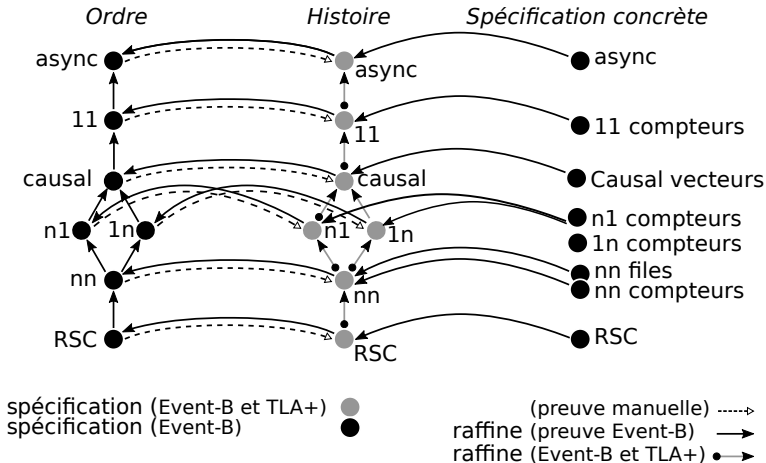 Ordre Histoire Spécification concrète
async async async
11 11 11 compteurs
causal causal Causal vecteurs
n1 1n n1 1n n1 compteurs
1n compteurs
nn nn nn files
nn compteurs
RSC RSC RSC
spécification (Event-B et TLA+)
spécification (Event-B)
(preuve manuelle)
raffine (preuve Event-B)
raffine (Event-B et TLA+)